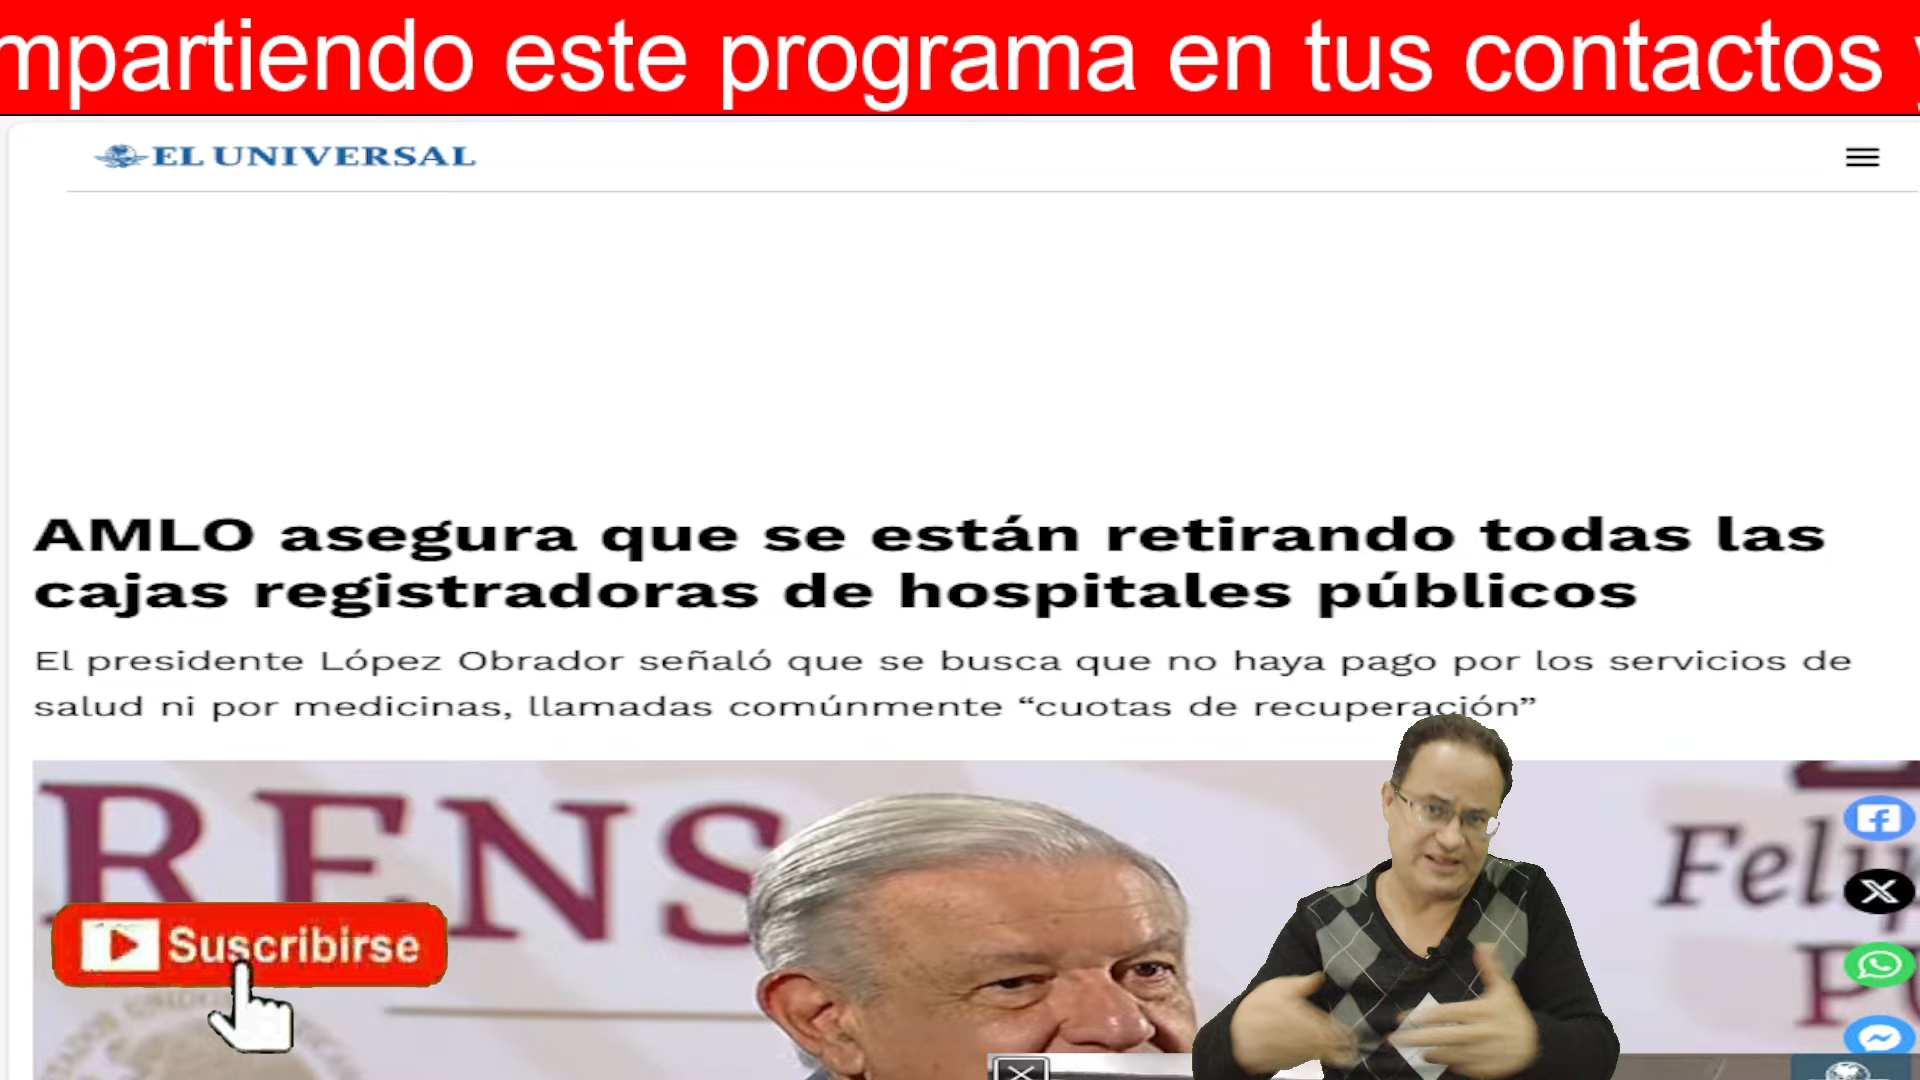 mpartiendo este programa en tus contactos
EL UNIVERSAL
AMLO asegura que se están retirando todas las
cajas registradoras de hospitales públicos
El presidente López Obrador señaló que se busca que no haya pago por los servicios de
salud ni por medicinas, llamadas comúnmente “cuotas de recuperación”
RENS
Feli
Suscribirse